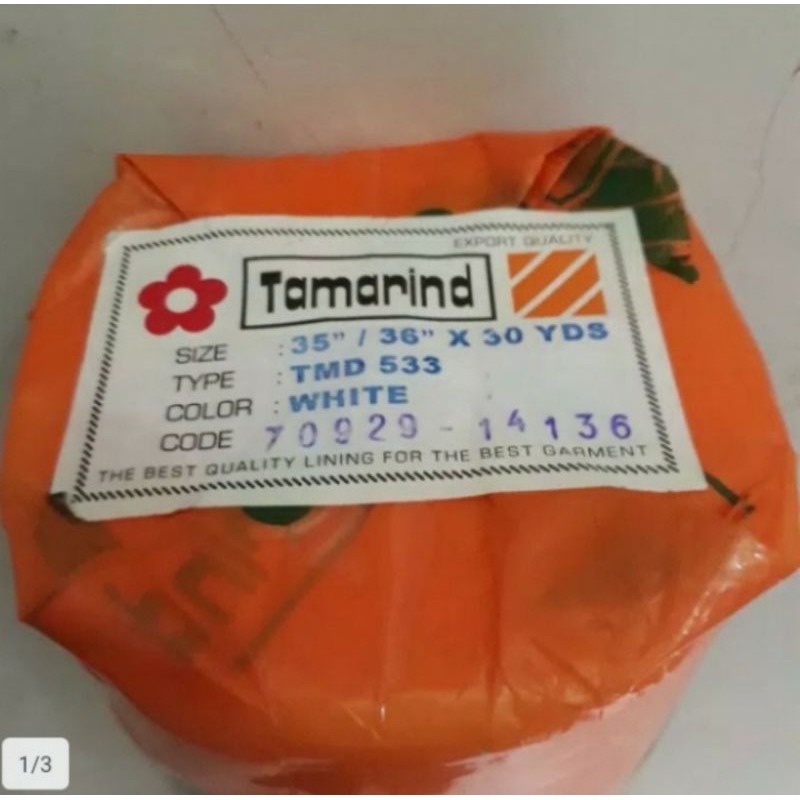 EXPORT QUALITY
Tamarind
SIZE : 35" / 36" X 30 YDS
TYPE : TMD 533
COLOR : WHITE
CODE 70929-14136
THE BEST QUALITY LINING FOR THE BEST GARMENT
1/3